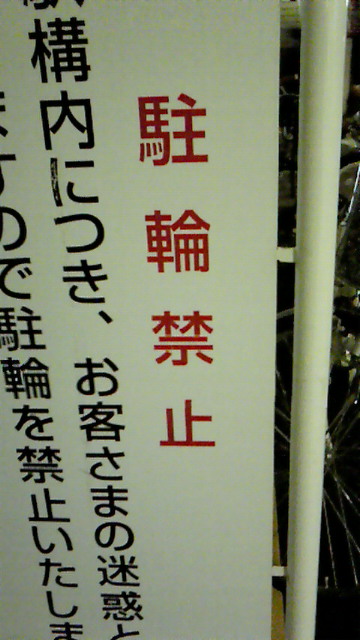 駐輪禁止
駅構内につき、お客さまの迷惑と
ますので駐輪を禁止いたしま